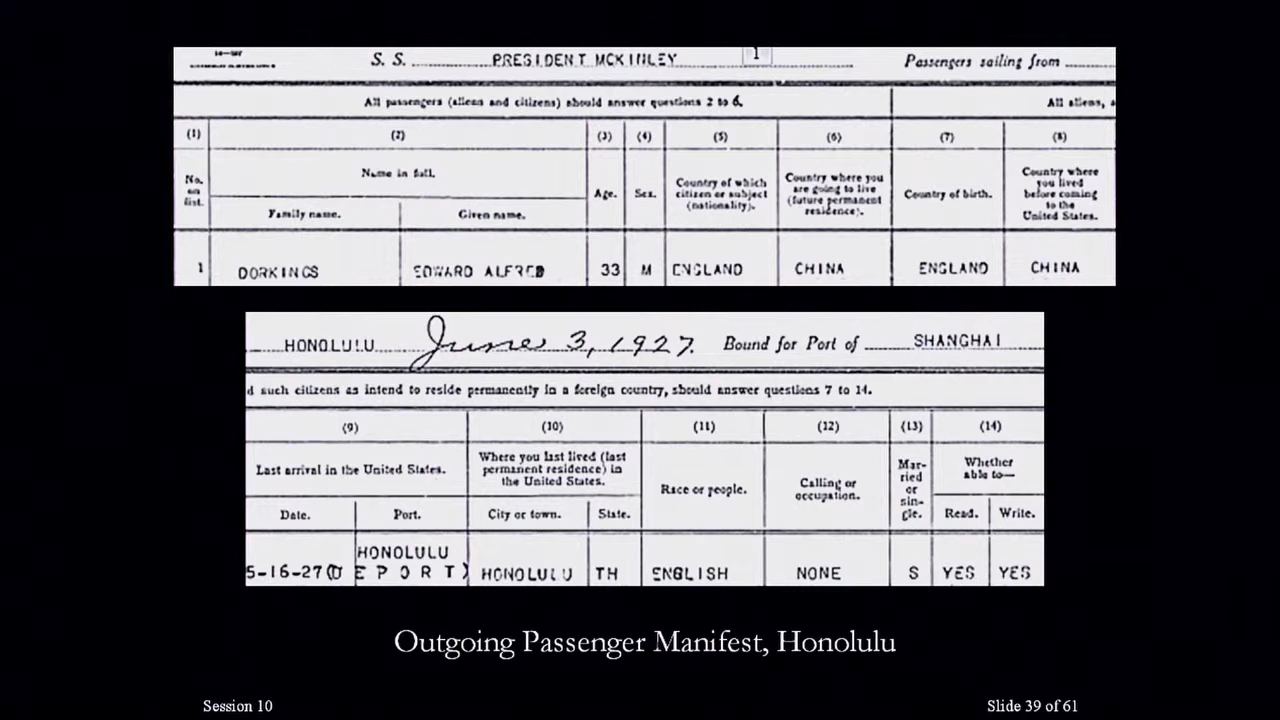 S. S. PRESIDENT MCKINLEY 1 Passengers sailing from
All passengers (aliens and citizens) should answer questions 2 to 6. All aliens, a
(1) (2) (3) (4) (5) (6) (7) (8)
No. on list. Name in full. Age. Sex. Country of which citizen or subject (nationality). Country where you are going to live (future permanent residence). Country of birth. Country where you lived before coming to the United States.
Family name. Given name.
1 DORKINGS EDWARD ALFRED 33 M ENGLAND CHINA ENGLAND CHINA
HONOLULU June 3, 1927. Bound for Port of SHANGHAI
d such citizens as intend to reside permanently in a foreign country, should answer questions 7 to 14.
(9) (10) (11) (12) (13) (14)
Last arrival in the United States. Where you last lived (last permanent residence) in the United States. Race or people. Calling or occupation. Mar-ried or sin-gle. Whether able to—
Date. Port. City or town. State. Read. Write.
HONOLULU
5-16-27 (D E P O R T) HONOLULU TH ENGLISH NONE S YES YES
Outgoing Passenger Manifest, Honolulu
Session 10
Slide 39 of 61